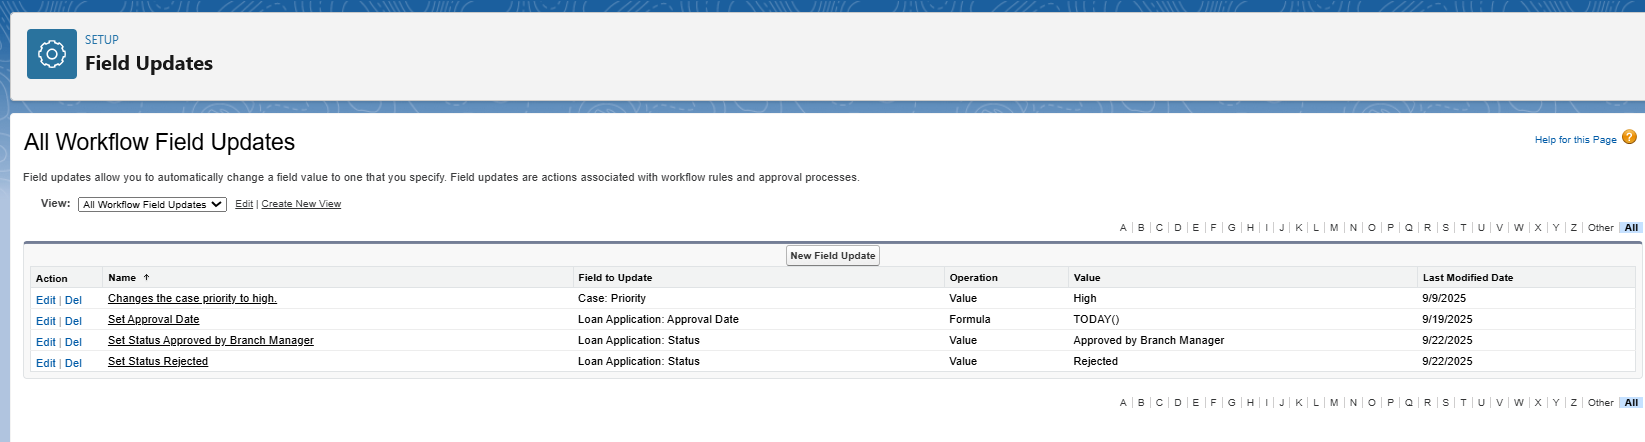 SETUP
Field Updates
All Workflow Field Updates
Help for this Page ?
Field updates allow you to automatically change a field value to one that you specify. Field updates are actions associated with workflow rules and approval processes.
View: All Workflow Field Updates Edit | Create New View
A | B | C | D | E | F | G | H | I | J | K | L | M | N | O | P | Q | R | S | T | U | V | W | X | Y | Z | Other | All
New Field Update
Action Name ↑ Field to Update Operation Value Last Modified Date
Edit | Del Changes the case priority to high. Case: Priority Value High 9/9/2025
Edit | Del Set Approval Date Loan Application: Approval Date Formula TODAY() 9/19/2025
Edit | Del Set Status Approved by Branch Manager Loan Application: Status Value Approved by Branch Manager 9/22/2025
Edit | Del Set Status Rejected Loan Application: Status Value Rejected 9/22/2025
A | B | C | D | E | F | G | H | I | J | K | L | M | N | O | P | Q | R | S | T | U | V | W | X | Y | Z | Other | All